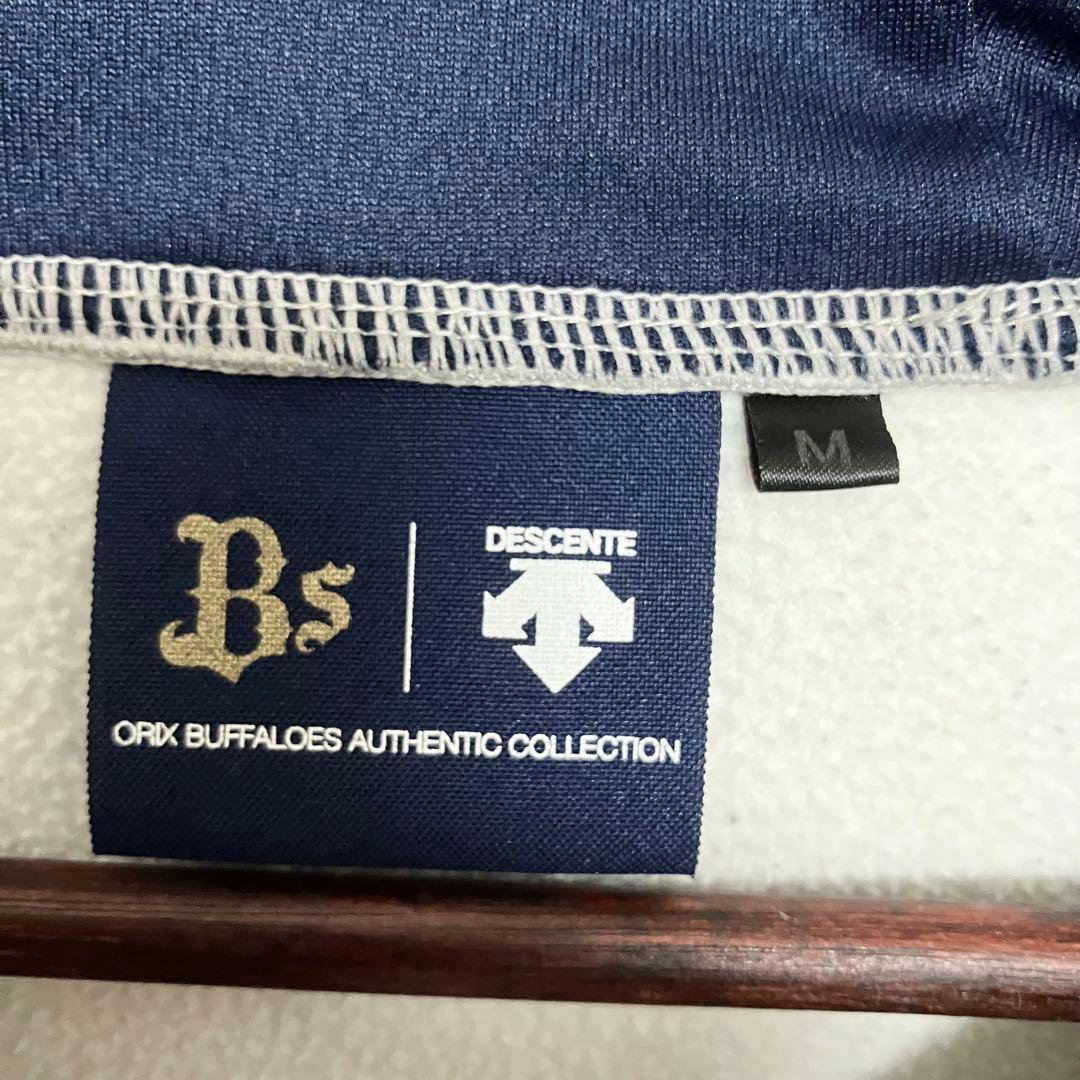 M
Bs
DESCENTE
ORIX BUFFALOES AUTHENTIC COLLECTION